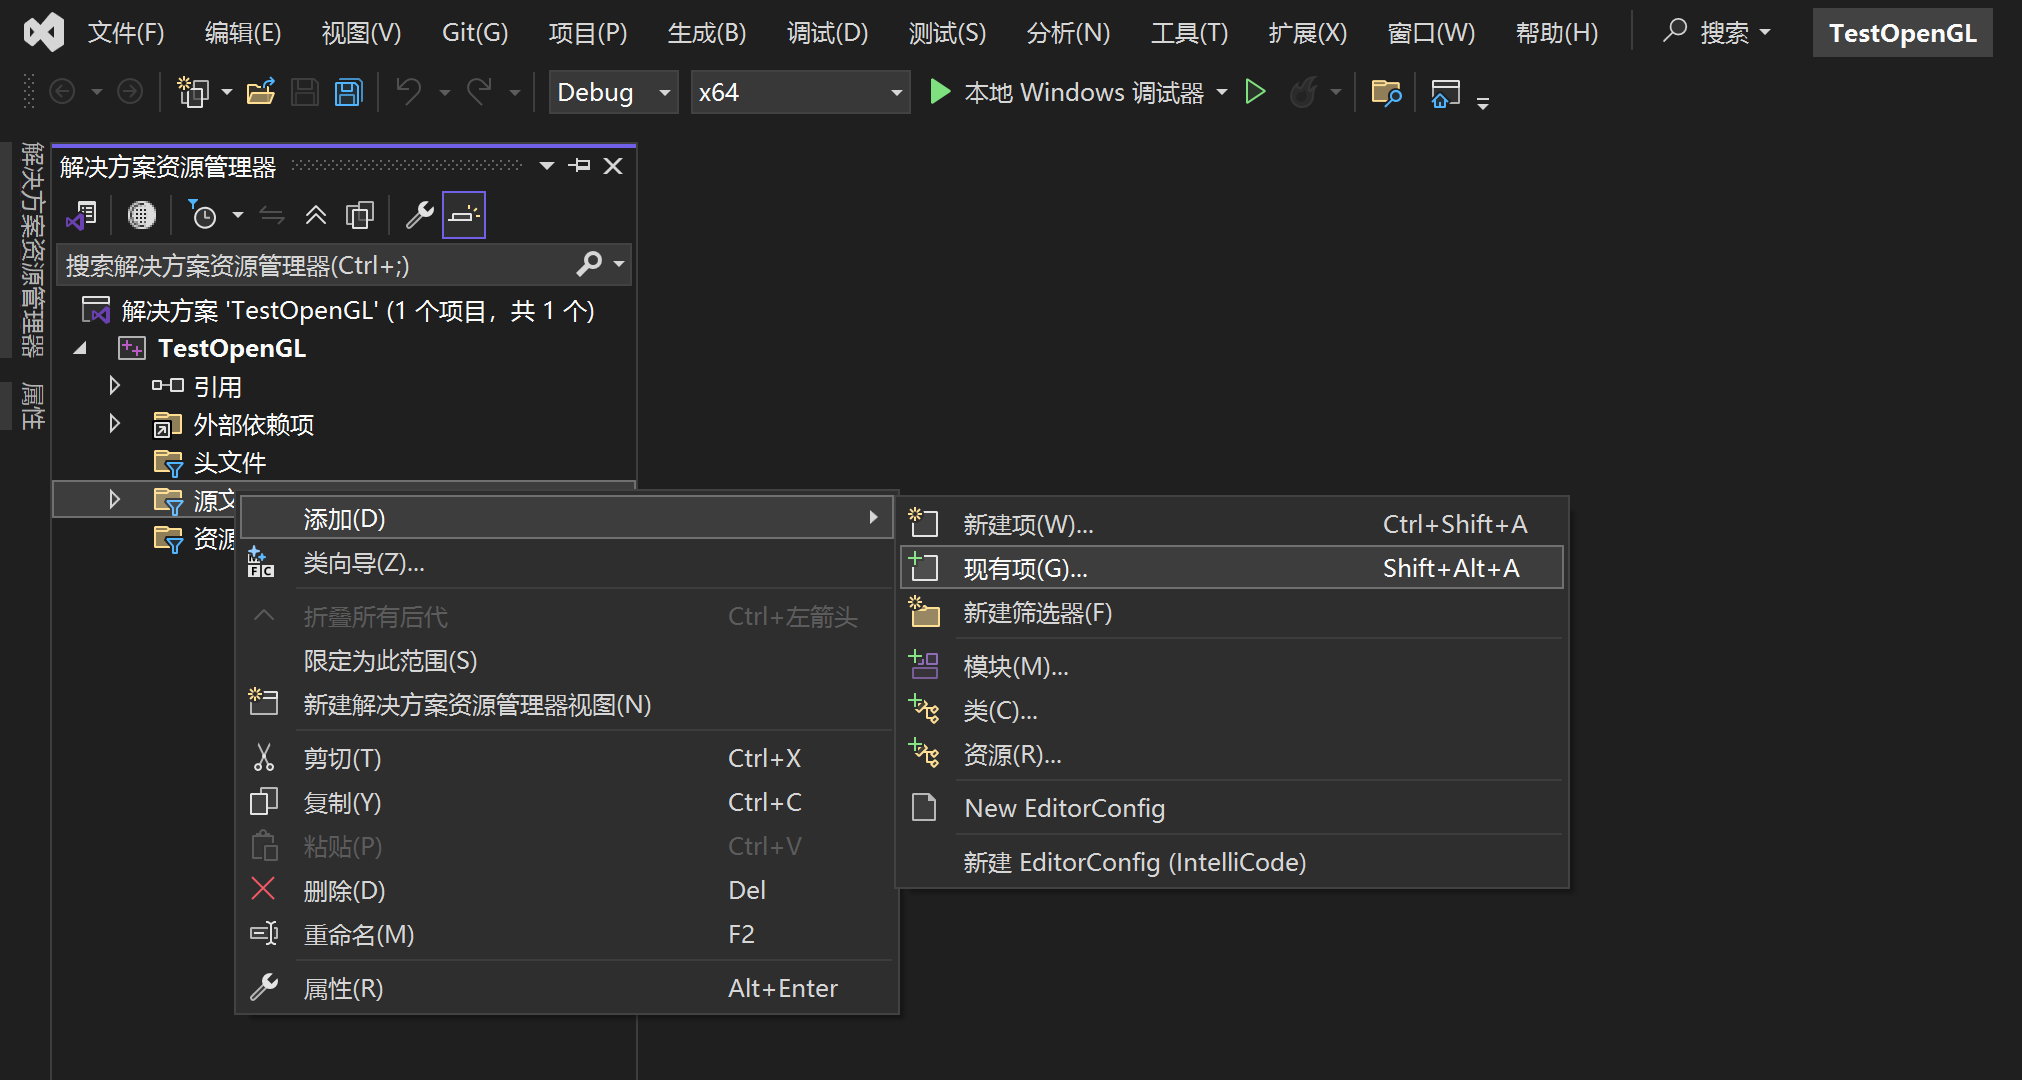 文件(F) 编辑(E) 视图(V) Git(G) 项目(P) 生成(B) 调试(D) 测试(S) 分析(N) 工具(T) 扩展(X) 窗口(W) 帮助(H) 搜索 TestOpenGL
Debug x64 本地 Windows 调试器
解决方案资源管理器
属性
解决方案资源管理器
搜索解决方案资源管理器(Ctrl+;)
解决方案 'TestOpenGL' (1 个项目，共 1 个)
TestOpenGL
引用
外部依赖项
头文件
源文
资源
添加(D)
类向导(Z)...
折叠所有后代 Ctrl+左箭头
限定为此范围(S)
新建解决方案资源管理器视图(N)
剪切(T) Ctrl+X
复制(Y) Ctrl+C
粘贴(P) Ctrl+V
删除(D) Del
重命名(M) F2
属性(R) Alt+Enter
新建项(W)... Ctrl+Shift+A
现有项(G)... Shift+Alt+A
新建筛选器(F)
模块(M)...
类(C)...
资源(R)...
New EditorConfig
新建 EditorConfig (IntelliCode)